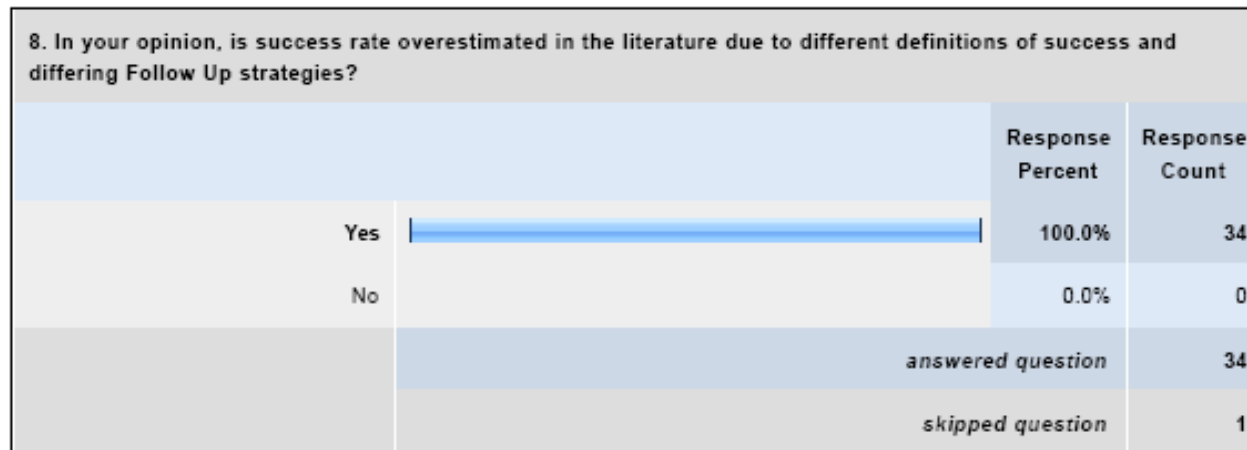 8. In your opinion, is success rate overestimated in the literature due to different definitions of success and
differing Follow Up strategies?
Response Percent
Response Count
Yes 100.0% 34
No 0.0% 0
answered question 34
skipped question 1